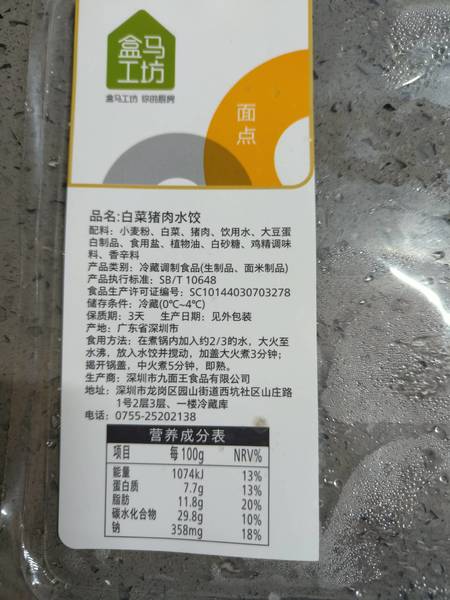 盒马
工坊
盒马工坊 你的厨房
面
点
品名:白菜猪肉水饺
配料：小麦粉、白菜、猪肉、饮用水、大豆蛋
白制品、食用盐、植物油、白砂糖、鸡精调味
料、香辛料
产品类别：冷藏调制食品(生制品、面米制品)
产品执行标准：SB/T 10648
食品生产许可证编号：SC10144030703278
储存条件：冷藏(0℃~4℃)
保质期：3天 生产日期：见外包装
产地：广东省深圳市
食用方法：在煮锅内加入约2/3的水，大火至
水沸，放入水饺并搅动，加盖大火煮3分钟；
揭开锅盖，中火煮5分钟，即熟。
生产商：深圳市九面王食品有限公司
地址：深圳市龙岗区园山街道西坑社区山庄路
1号2层3层、一楼冷藏库
电话：0755-25202138
营养成分表
项目 每100g NRV%
能量 1074kJ 13%
蛋白质 7.7g 13%
脂肪 11.8g 20%
碳水化合物 29.8g 10%
钠 358mg 18%